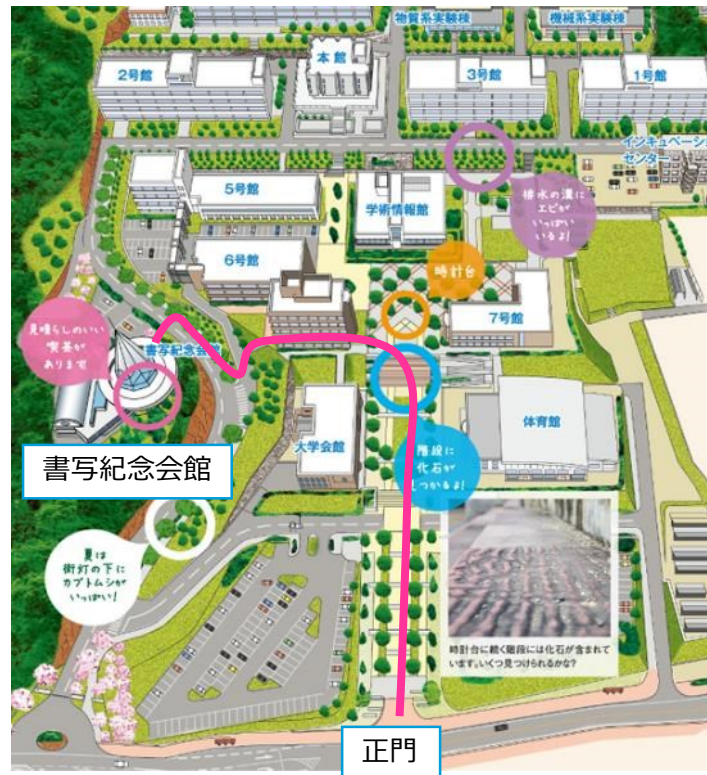 物質系実験棟
機械系実験棟
本館
2号館
3号館
1号館
インキュベーション
センター
5号館
学術情報館
排水の溝に
エビが
いっぱい
いるよ!
6号館
時計台
7号館
見晴らしのいい
喫茶が
あります
書写紀念会館
体育館
大学会館
階段に
化石が
見つかるよ!
書写紀念会館
夏は
街灯の下に
カブトムシが
いっぱい!
時計台に続く階段には化石が含まれて
います。いくつ見つけられるかな?
正門